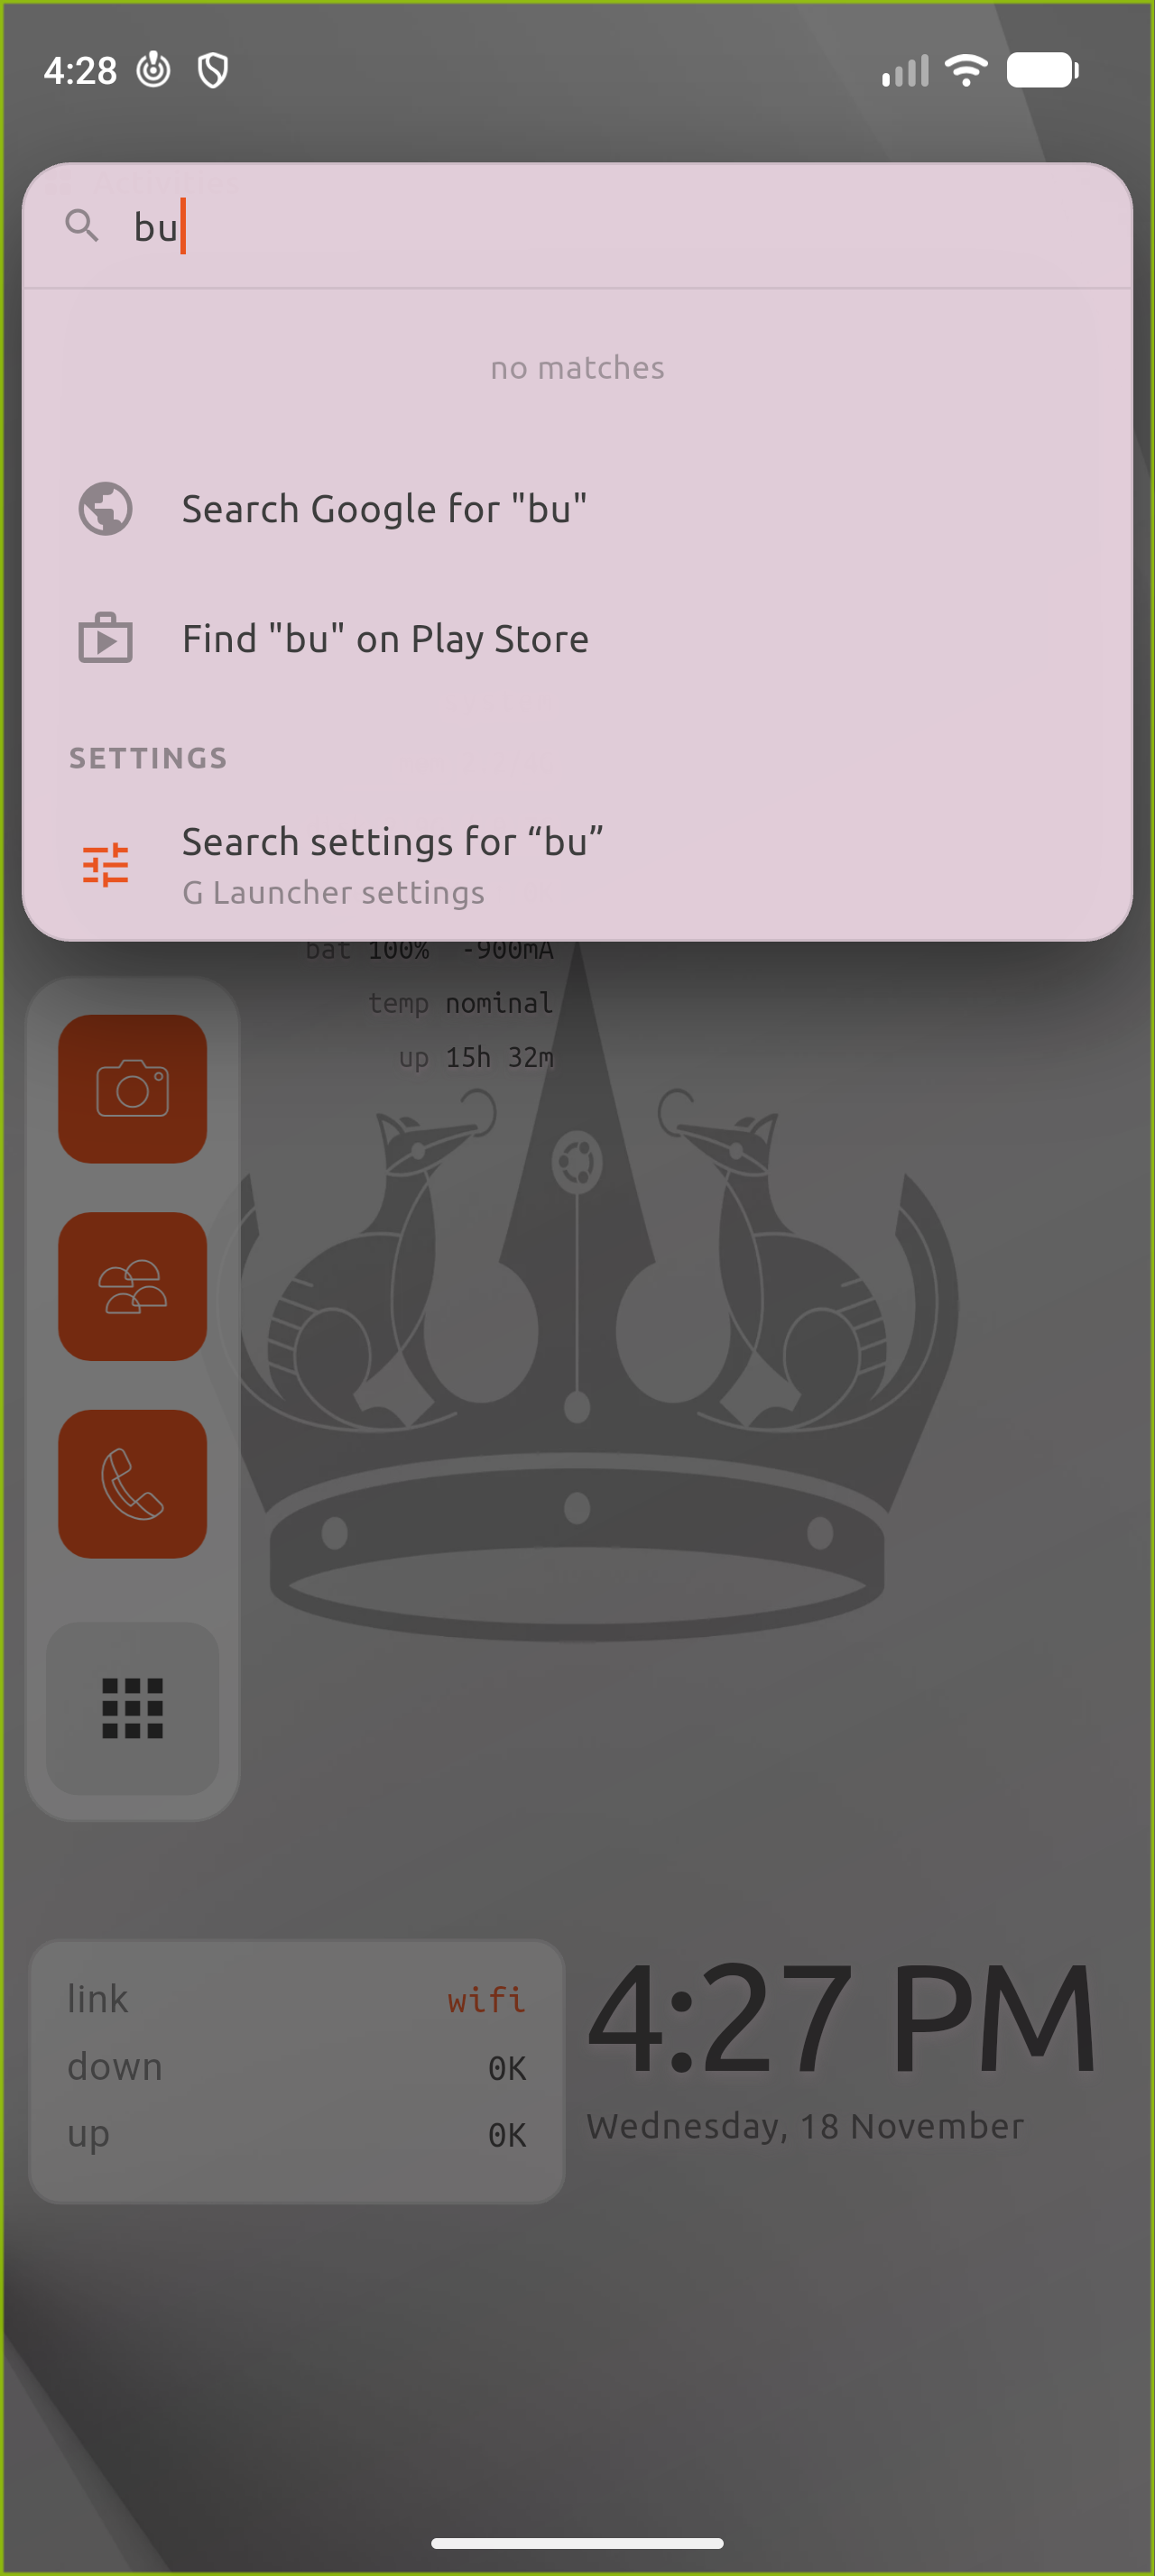 4:28
bu
no matches
Search Google for "bu"
Find "bu" on Play Store
SETTINGS
Search settings for “bu”
G Launcher settings
bat 100% -900mA
temp nominal
up 15h 32m
link wifi
down 0K
up 0K
4:27 PM
Wednesday, 18 November